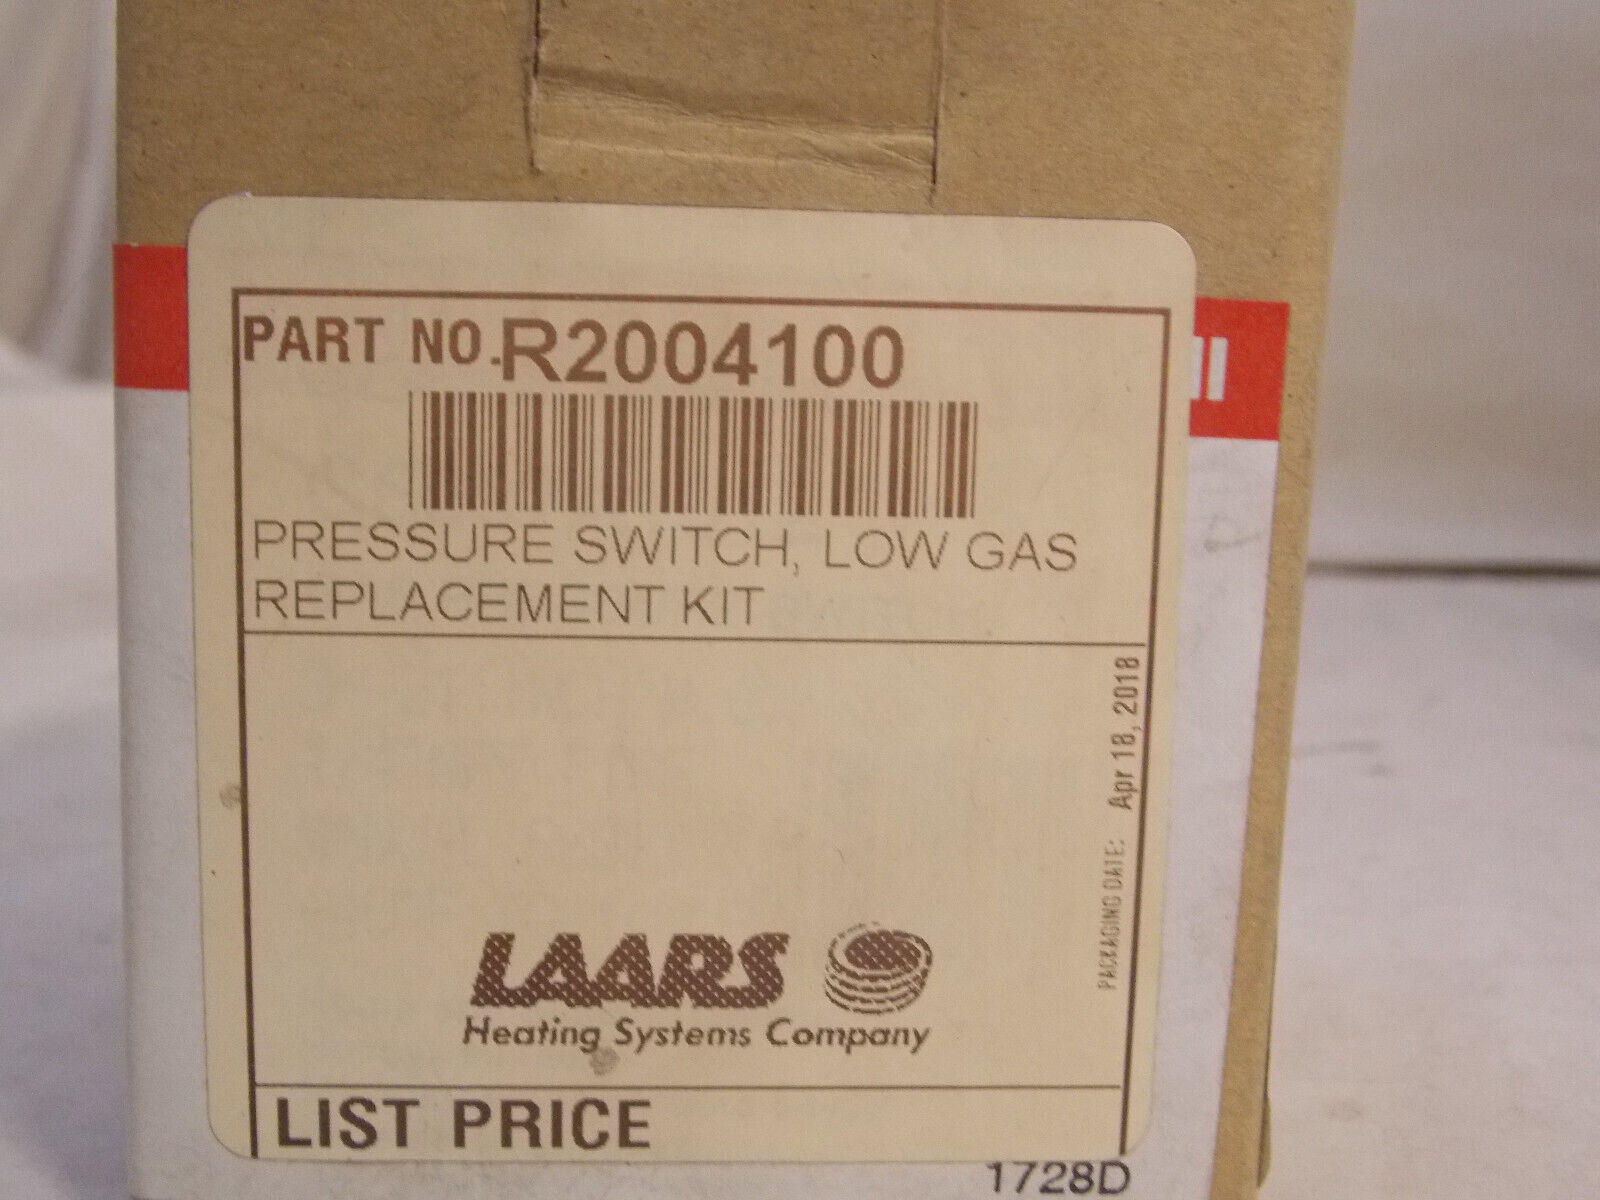 PART NO. R2004100
PRESSURE SWITCH, LOW GAS
REPLACEMENT KIT
PACKAGING DATE: Apr 18, 2018
LAARS
Heating Systems Company
LIST PRICE
1728D